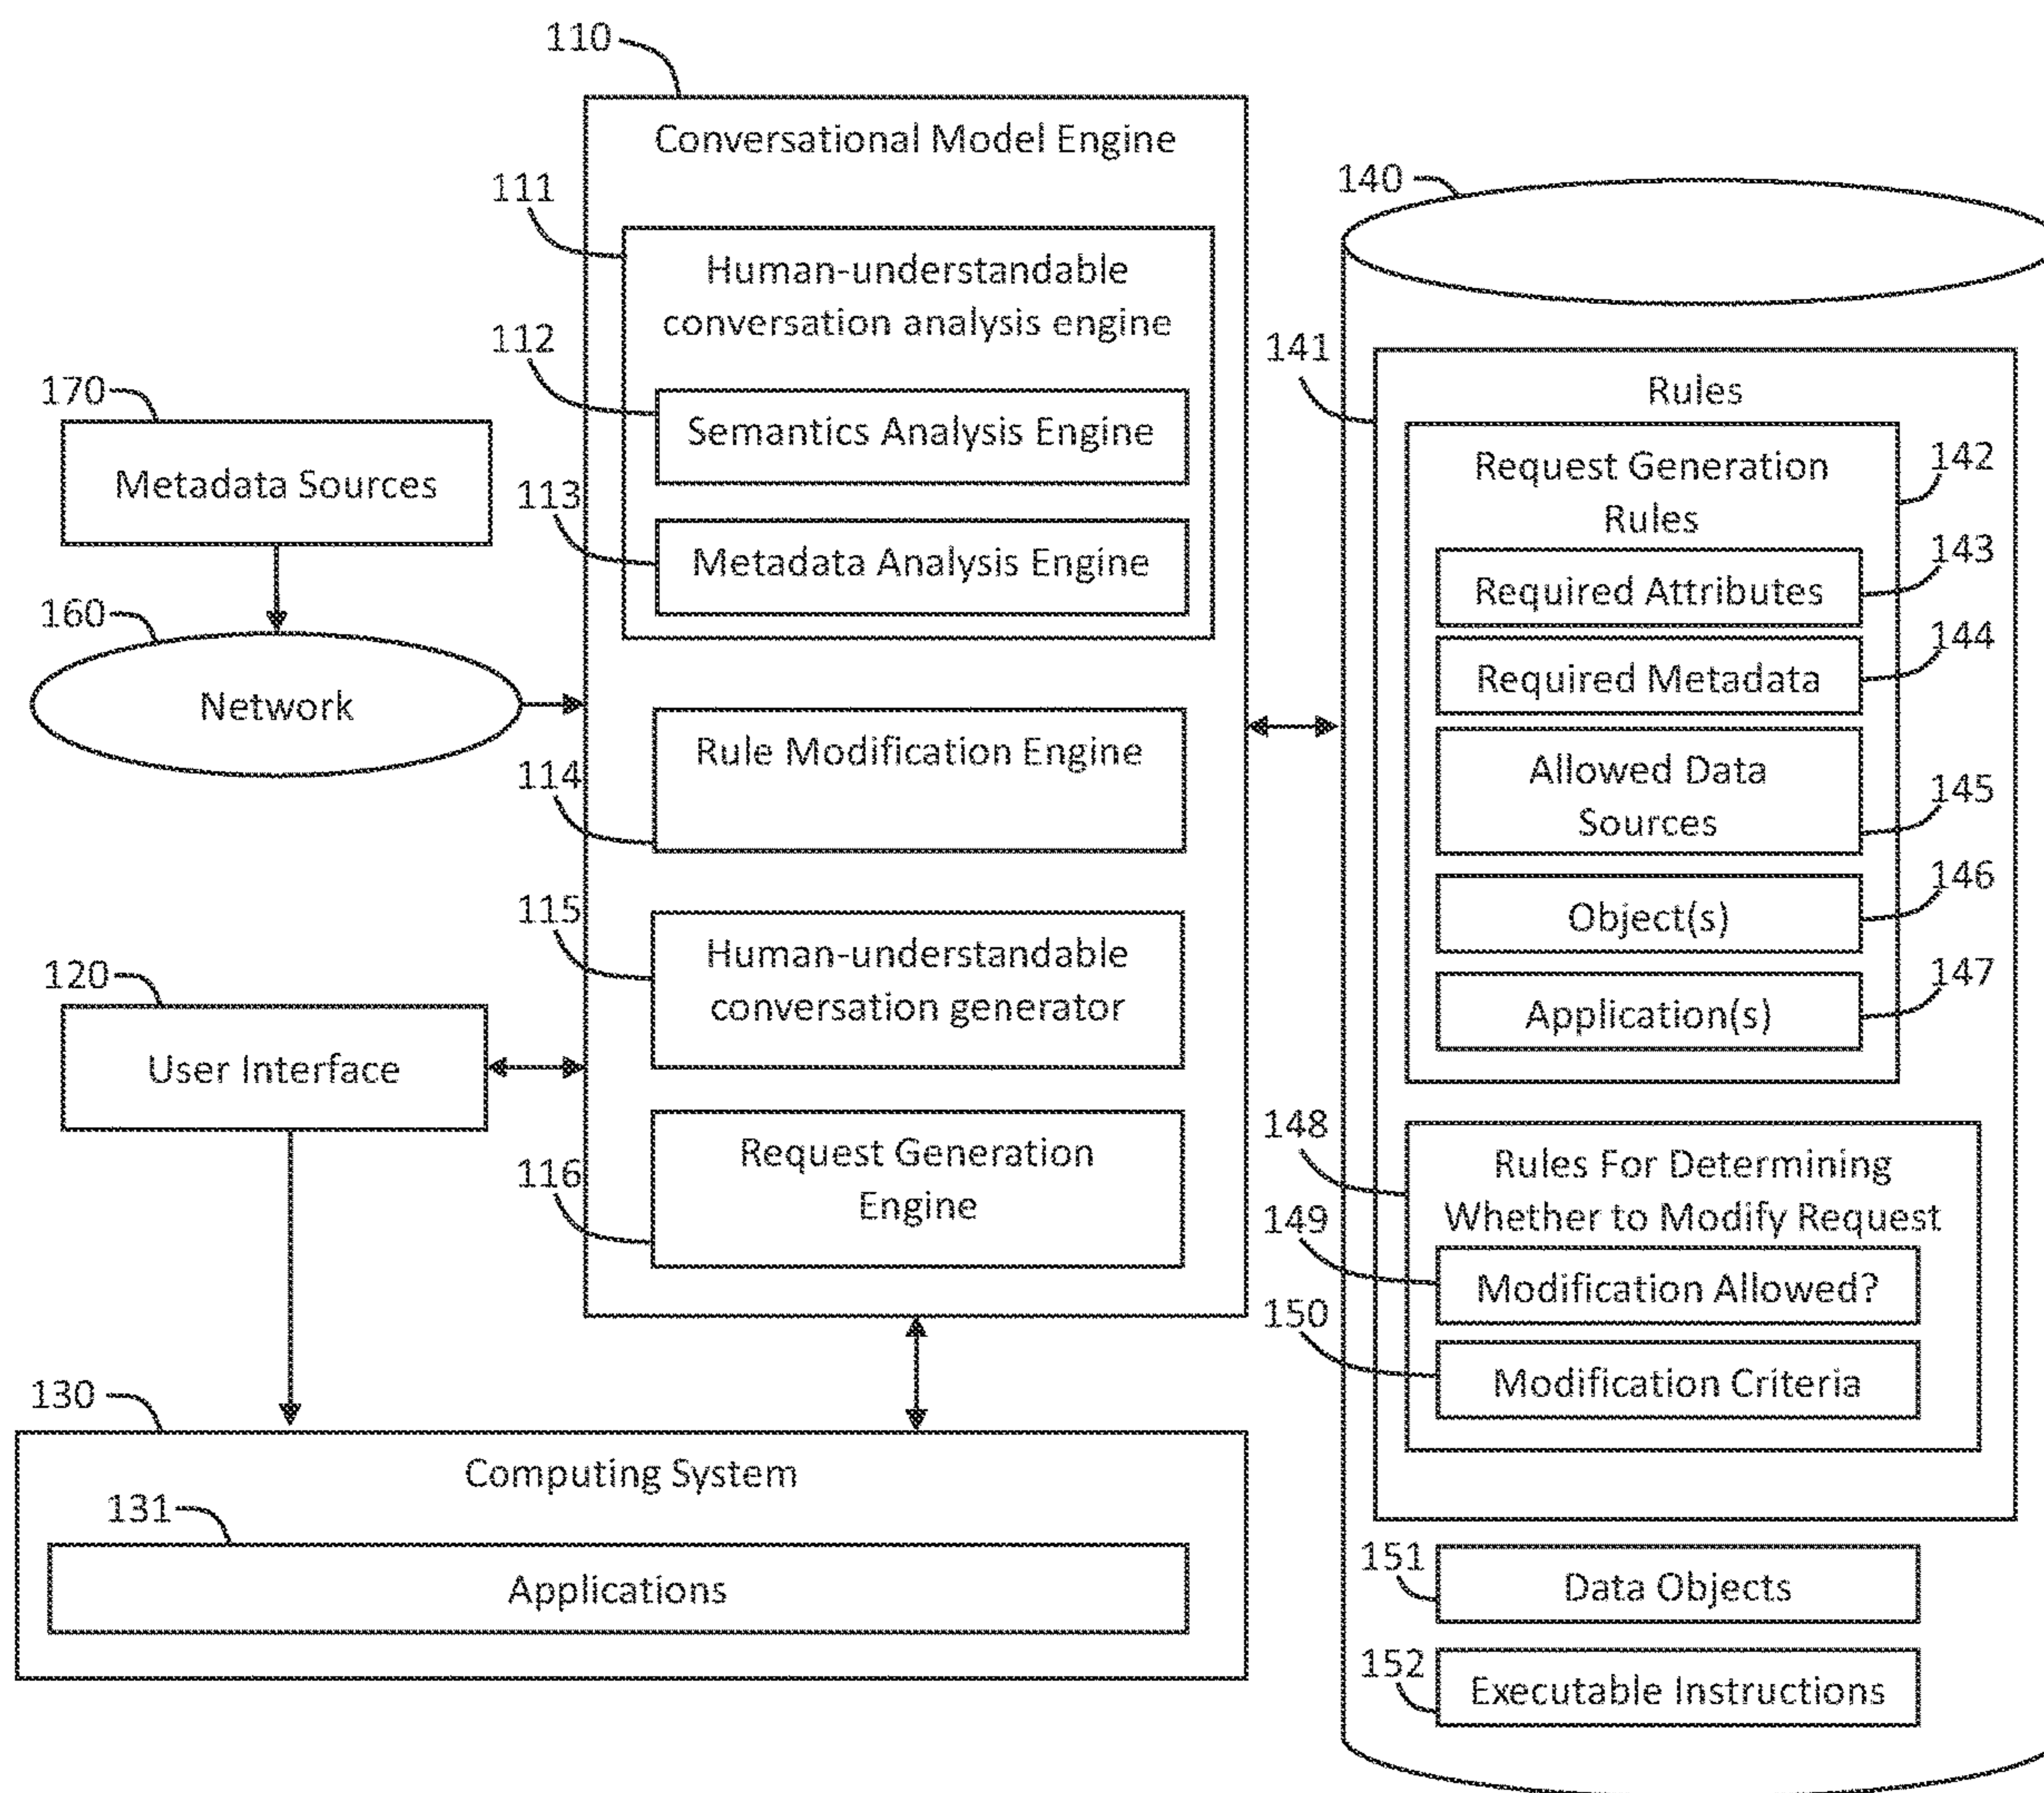 110
Conversational Model Engine
111
Human-understandable
conversation analysis engine
112
Semantics Analysis Engine
113
Metadata Analysis Engine
170
Metadata Sources
160
Network
Rule Modification Engine
114
115
Human-understandable
conversation generator
120
User Interface
116
Request Generation
Engine
130
Computing System
131
Applications
140
141
Rules
142
Request Generation
Rules
143
Required Attributes
144
Required Metadata
Allowed Data
Sources
145
146
Object(s)
147
Application(s)
148
Rules For Determining
Whether to Modify Request
149
Modification Allowed?
150
Modification Criteria
151
Data Objects
152
Executable Instructions